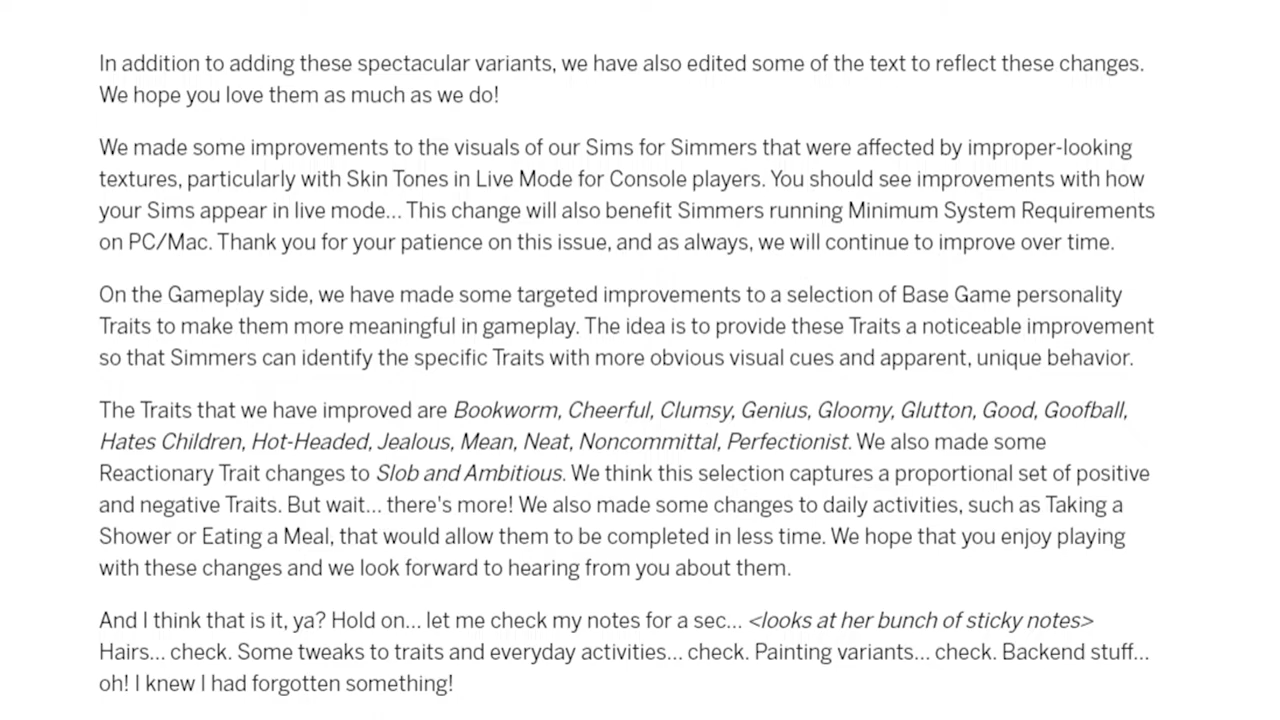 In addition to adding these spectacular variants, we have also edited some of the text to reflect these changes.
We hope you love them as much as we do!
We made some improvements to the visuals of our Sims for Simmers that were affected by improper-looking
textures, particularly with Skin Tones in Live Mode for Console players. You should see improvements with how
your Sims appear in live mode... This change will also benefit Simmers running Minimum System Requirements
on PC/Mac. Thank you for your patience on this issue, and as always, we will continue to improve over time.
On the Gameplay side, we have made some targeted improvements to a selection of Base Game personality
Traits to make them more meaningful in gameplay. The idea is to provide these Traits a noticeable improvement
so that Simmers can identify the specific Traits with more obvious visual cues and apparent, unique behavior.
The Traits that we have improved are Bookworm, Cheerful, Clumsy, Genius, Gloomy, Glutton, Good, Goofball,
Hates Children, Hot-Headed, Jealous, Mean, Neat, Noncommittal, Perfectionist. We also made some
Reactionary Trait changes to Slob and Ambitious. We think this selection captures a proportional set of positive
and negative Traits. But wait... there's more! We also made some changes to daily activities, such as Taking a
Shower or Eating a Meal, that would allow them to be completed in less time. We hope that you enjoy playing
with these changes and we look forward to hearing from you about them.
And I think that is it, ya? Hold on... let me check my notes for a sec... <looks at her bunch of sticky notes>
Hairs... check. Some tweaks to traits and everyday activities... check. Painting variants... check. Backend stuff...
oh! I knew I had forgotten something!